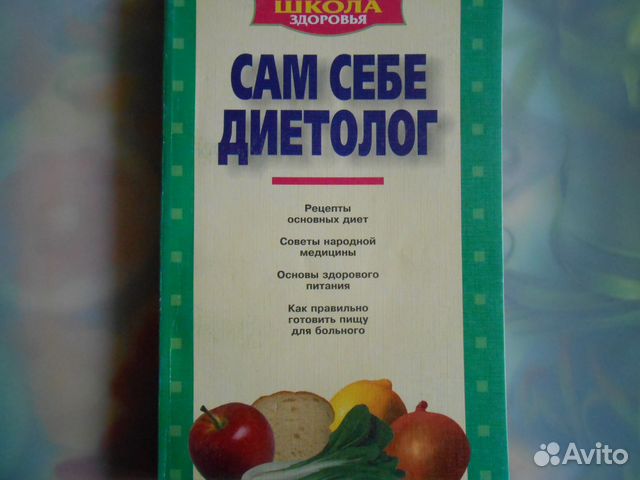 ШКОЛА
ЗДОРОВЬЯ
САМ СЕБЕ
ДИЕТОЛОГ
Рецепты
основных диет
Советы народной
медицины
Основы здорового
питания
Как правильно
готовить пищу
для больного
Avito